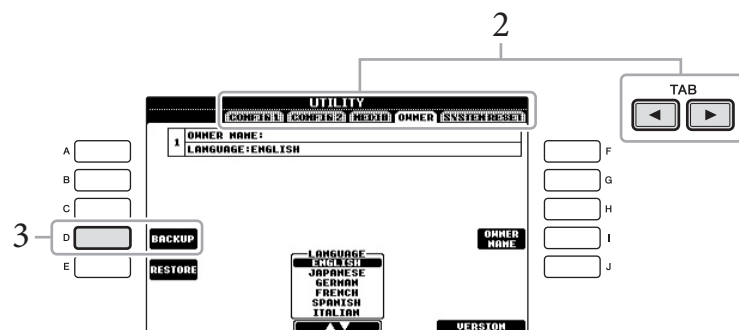 2
UTILITY
TAB
CONFIG 1 CONFIG 2 MEDIA OWNER SYSTEM RESET
1 OWNER NAME:
LANGUAGE:ENGLISH
A
F
B
G
C
H
3 D BACKUP
OWNER NAME
I
E RESTORE
J
LANGUAGE
ENGLISH
JAPANESE
GERMAN
FRENCH
SPANISH
ITALIAN
VERSION